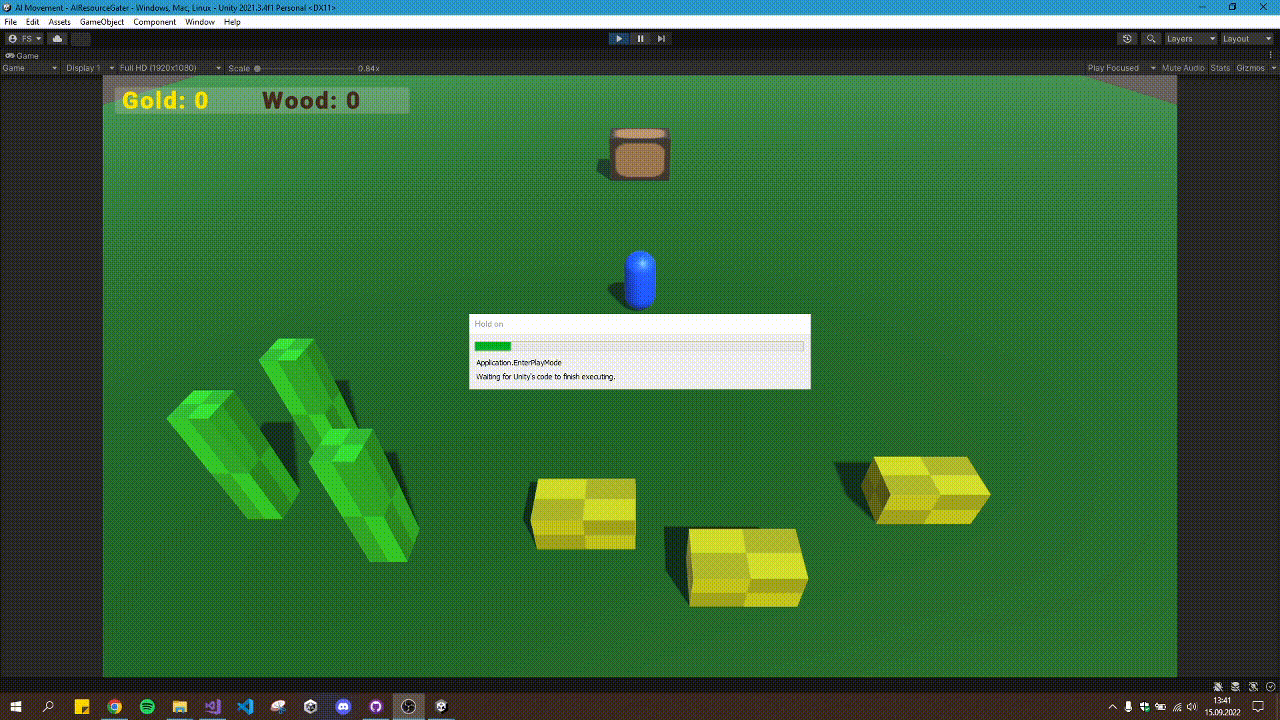 AI Movement - AIResourceGater - Windows, Mac, Linux - Unity 2021.3.4f1 Personal <DX11>
File Edit Assets GameObject Component Window Help
FS Layers Layout
Game
Game Display 1 Full HD (1920x1080) Scale 0.84x Play Focused Mute Audio Stats Gizmos
Gold: 0 Wood: 0
Hold on
Application.EnterPlayMode
Waiting for Unity's code to finish executing.
13:41
15.09.2022